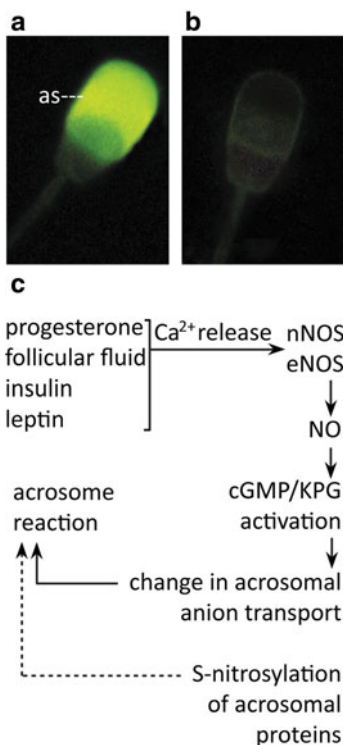 a
b
as
c
progesterone
follicular fluid
insulin
leptin
Ca²⁺ release
nNOS
eNOS
NO
cGMP/KPG
activation
acrosome
reaction
change in acrosomal
anion transport
S-nitrosylation
of acrosomal
proteins